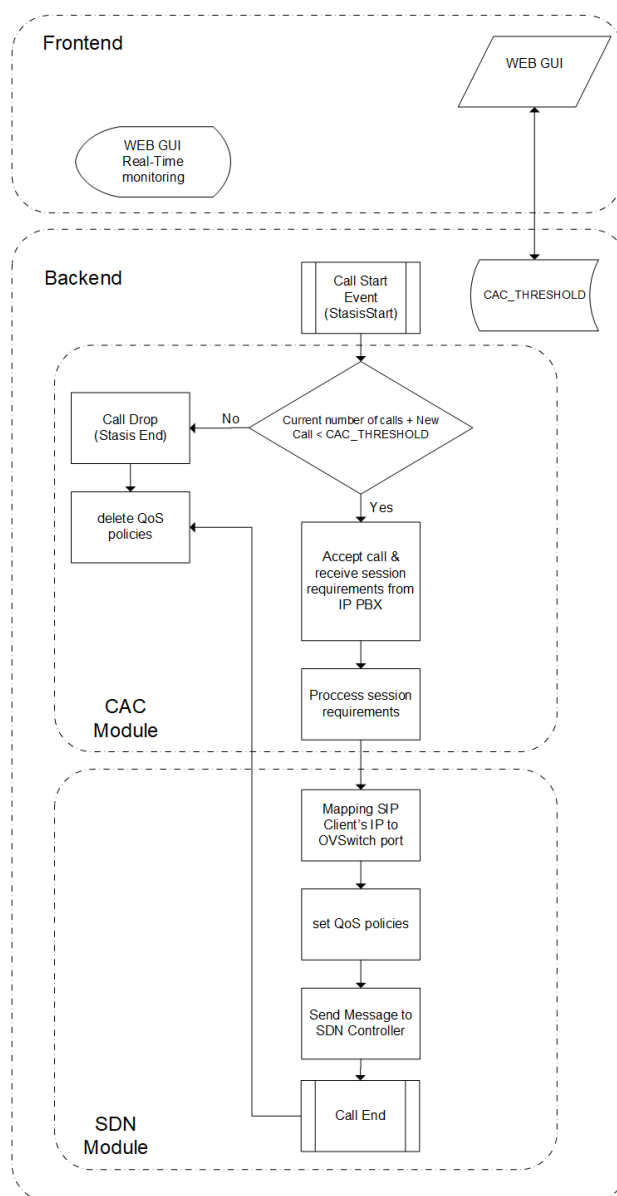 Frontend
WEB GUI
WEB GUI
Real-Time
monitoring
Backend
Call Start
Event
(StasisStart)
CAC_THRESHOLD
Call Drop
(Stasis End)
No
Current number of calls + New
Call < CAC_THRESHOLD
Yes
delete QoS
policies
Accept call &
receive session
requirements from
IP PBX
Proccess session
requirements
CAC
Module
Mapping SIP
Client's IP to
OVSwitch port
set QoS policies
Send Message to
SDN Controller
Call End
SDN
Module